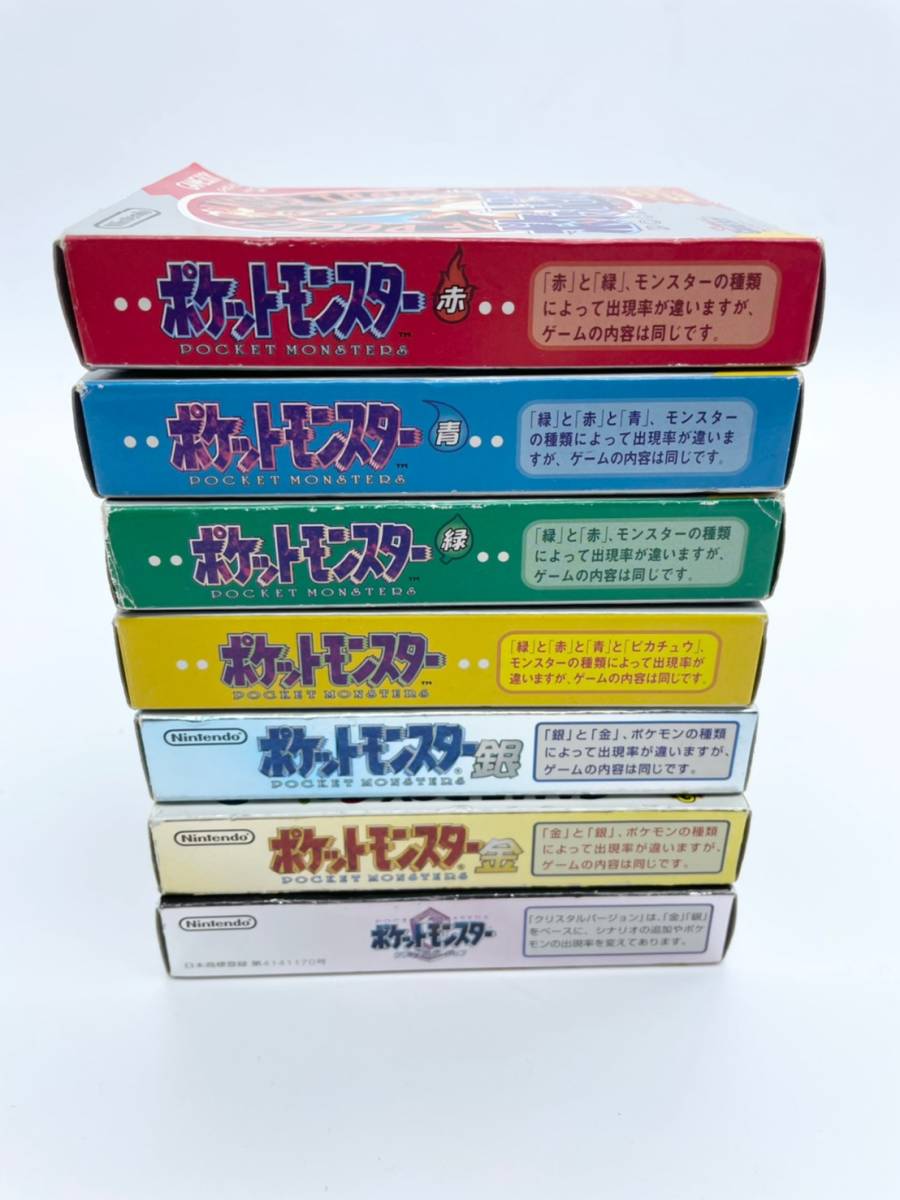 Nintendo
GAME BOY
ポケットモンスター 赤
POCKET MONSTERS
「赤」と「緑」、モンスターの種類
によって出現率が違いますが、
ゲームの内容は同じです。
ポケットモンスター 青
POCKET MONSTERS
「緑」と「赤」と「青」、モンスター
の種類によって出現率が違いま
すが、ゲームの内容は同じです。
ポケットモンスター 緑
POCKET MONSTERS
「緑」と「赤」、モンスターの種類
によって出現率が違いますが、
ゲームの内容は同じです。
ポケットモンスター
POCKET MONSTERS
「緑」と「赤」と「青」と「ピカチュウ」、
モンスターの種類によって出現率が
違いますが、ゲームの内容は同じです。
Nintendo
ポケットモンスター銀
POCKET MONSTERS
「銀」と「金」、ポケモンの種類
によって出現率が違いますが、
ゲームの内容は同じです。
Nintendo
ポケットモンスター金
POCKET MONSTERS
「金」と「銀」、ポケモンの種類
によって出現率が違いますが、
ゲームの内容は同じです。
Nintendo
日本商標登録 第4141170号
POCKET MONSTERS
ポケットモンスター
「クリスタルバージョン」は、「金」「銀」
をベースに、シナリオの追加やポケ
モンの出現率を変えてあります。